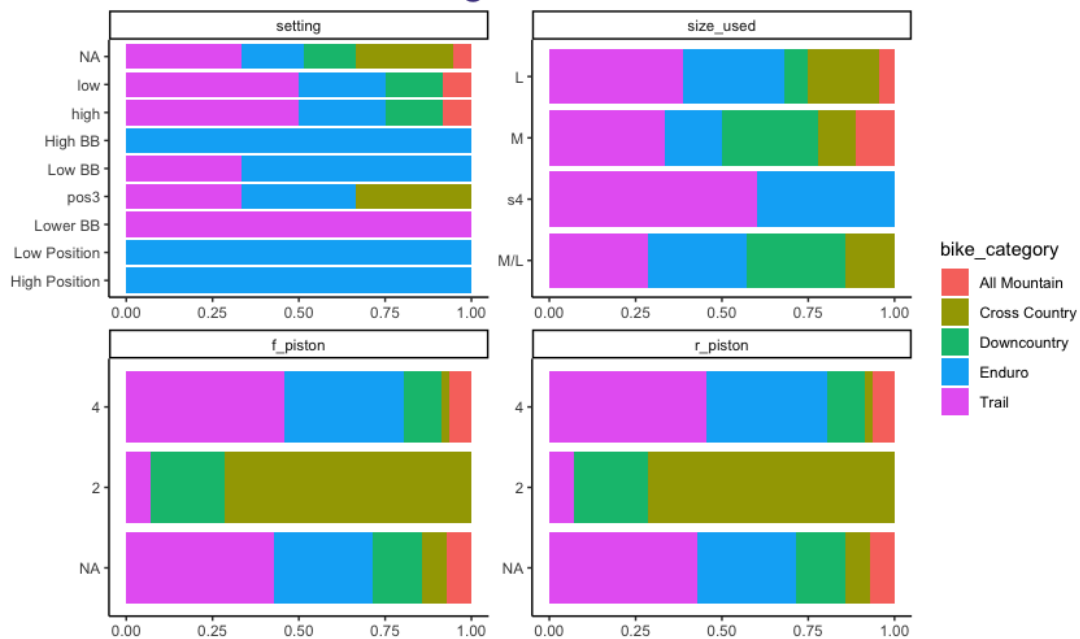 setting
NA
low
high
High BB
Low BB
pos3
Lower BB
Low Position
High Position
0.00 0.25 0.50 0.75 1.00
size_used
L
M
s4
M/L
0.00 0.25 0.50 0.75 1.00
f_piston
4
2
NA
0.00 0.25 0.50 0.75 1.00
r_piston
4
2
NA
0.00 0.25 0.50 0.75 1.00
bike_category
All Mountain
Cross Country
Downcountry
Enduro
Trail